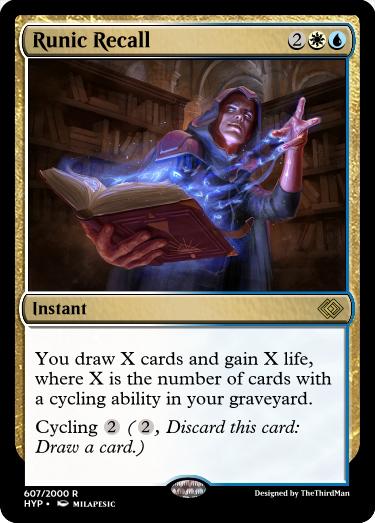 Runic Recall 2
Instant
You draw X cards and gain X life,
where X is the number of cards with
a cycling ability in your graveyard.
Cycling 2 ( 2, Discard this card:
Draw a card.)
607/2000 R
HYP • MILAPESIC
Designed by TheThirdMan